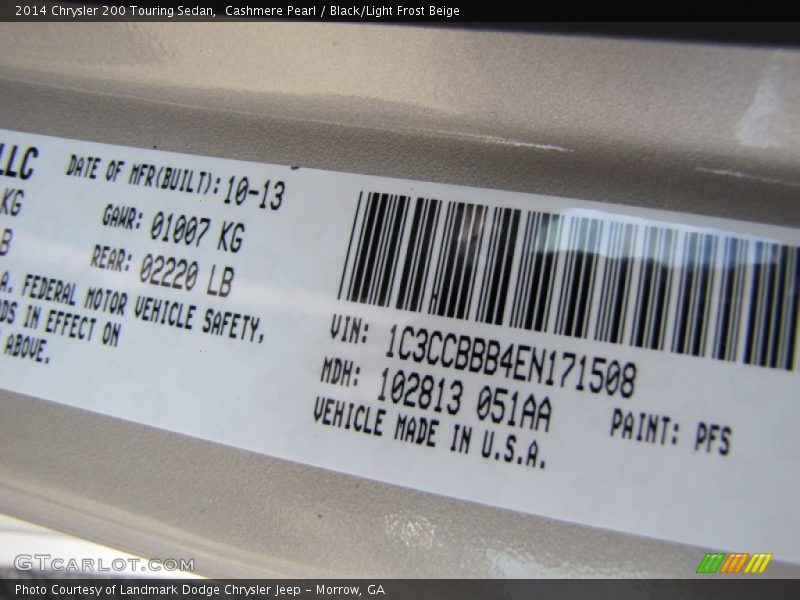 2014 Chrysler 200 Touring Sedan,  Cashmere Pearl / Black/Light Frost Beige
LLC
DATE OF MFR(BUILT): 10-13
KG
GAWR: 01007 KG
B
REAR: 02220 LB
A. FEDERAL MOTOR VEHICLE SAFETY,
DS IN EFFECT ON
ABOVE.
VIN: 1C3CCBBB4EN171508
MDH: 102813 051AA
PAINT: PFS
VEHICLE MADE IN U.S.A.
GTcarlot.com
Photo Courtesy of Landmark Dodge Chrysler Jeep – Morrow, GA